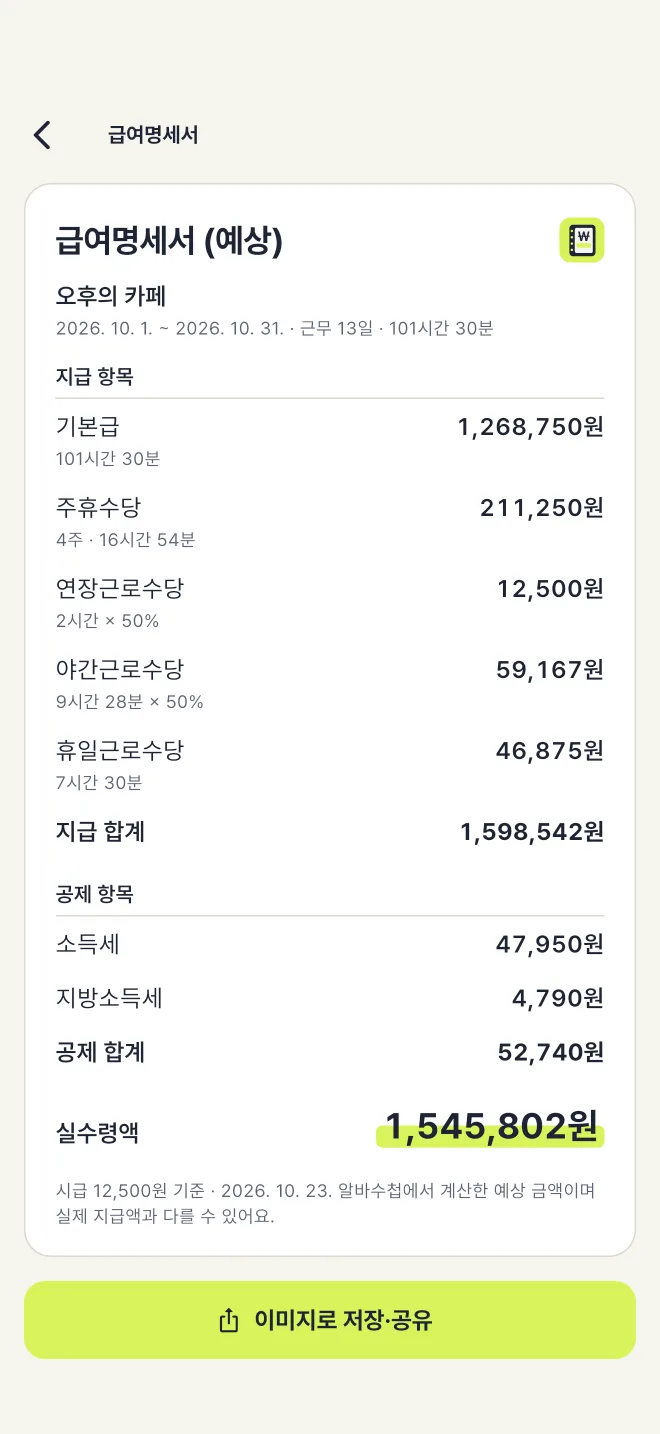 급여명세서
급여명세서 (예상)
₩
오후의 카페
2026. 10. 1. ~ 2026. 10. 31. · 근무 13일 · 101시간 30분
지급 항목
기본급 1,268,750원
101시간 30분
주휴수당 211,250원
4주 · 16시간 54분
연장근로수당 12,500원
2시간 × 50%
야간근로수당 59,167원
9시간 28분 × 50%
휴일근로수당 46,875원
7시간 30분
지급 합계 1,598,542원
공제 항목
소득세 47,950원
지방소득세 4,790원
공제 합계 52,740원
실수령액 1,545,802원
시급 12,500원 기준 · 2026. 10. 23. 알바수첩에서 계산한 예상 금액이며
실제 지급액과 다를 수 있어요.
이미지로 저장·공유